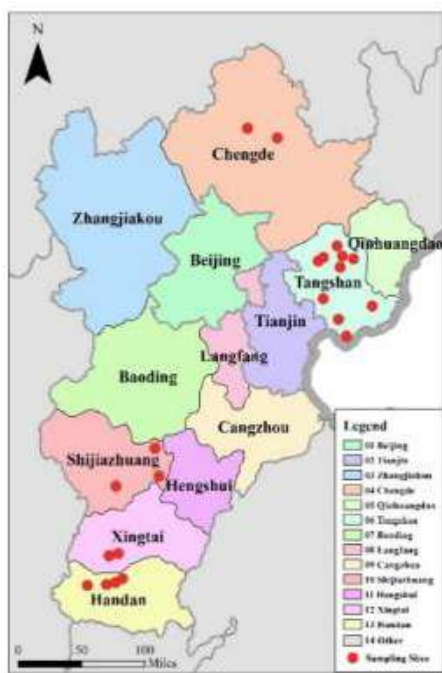 N
Chengde
Zhangjiakou
Qinhuangdao
Beijing
Tangshan
Tianjin
Langfang
Baoding
Cangzhou
Shijiazhuang
Hengshui
Xingtai
Handan
Legend
01 Beijing
02 Tianjin
03 Zhangjiakou
04 Chengde
05 Qinhuangdao
06 Tangshan
07 Baoding
08 Langfang
09 Cangzhou
10 Shijiazhuang
11 Hengshui
12 Xingtai
13 Handan
14 Other
Sampling Sites
0 50 100
Miles